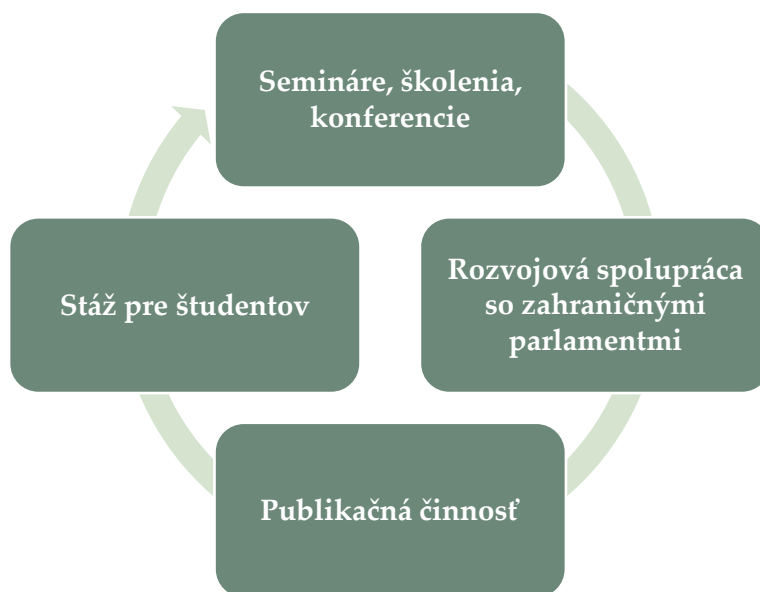 Semináre, školenia,
konferencie
Rozvojová spolupráca
so zahraničnými
parlamentmi
Publikačná činnosť
Stáž pre študentov